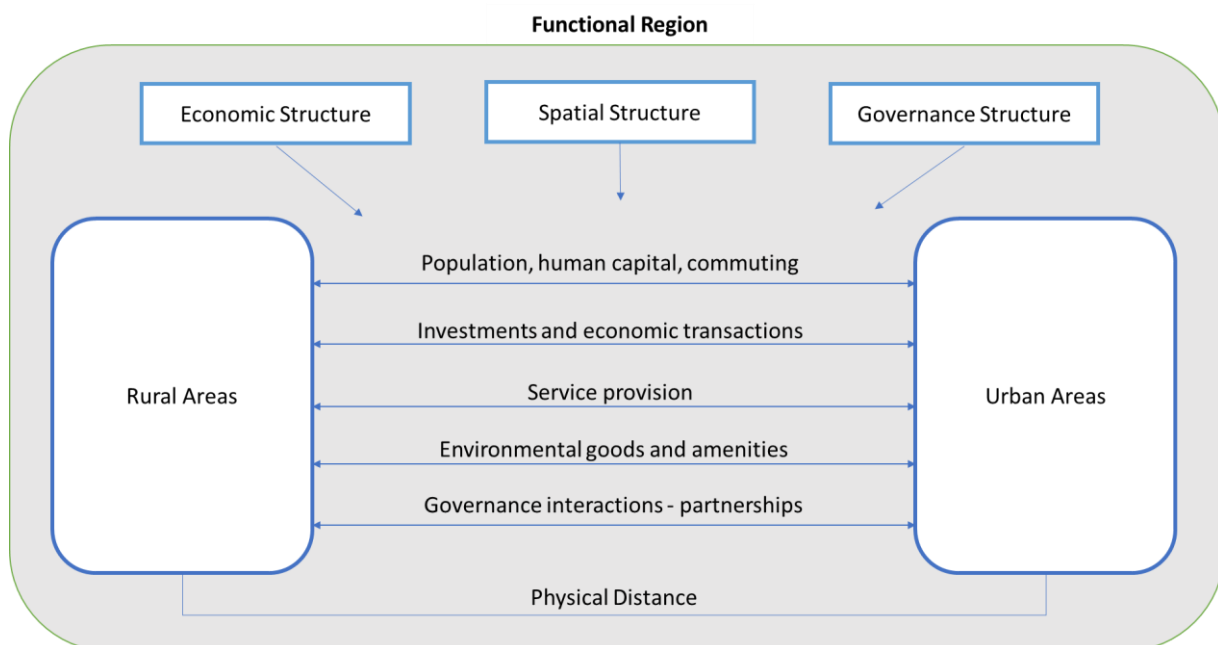 Functional Region
Economic Structure
Spatial Structure
Governance Structure
Population, human capital, commuting
Investments and economic transactions
Rural Areas
Service provision
Urban Areas
Environmental goods and amenities
Governance interactions - partnerships
Physical Distance